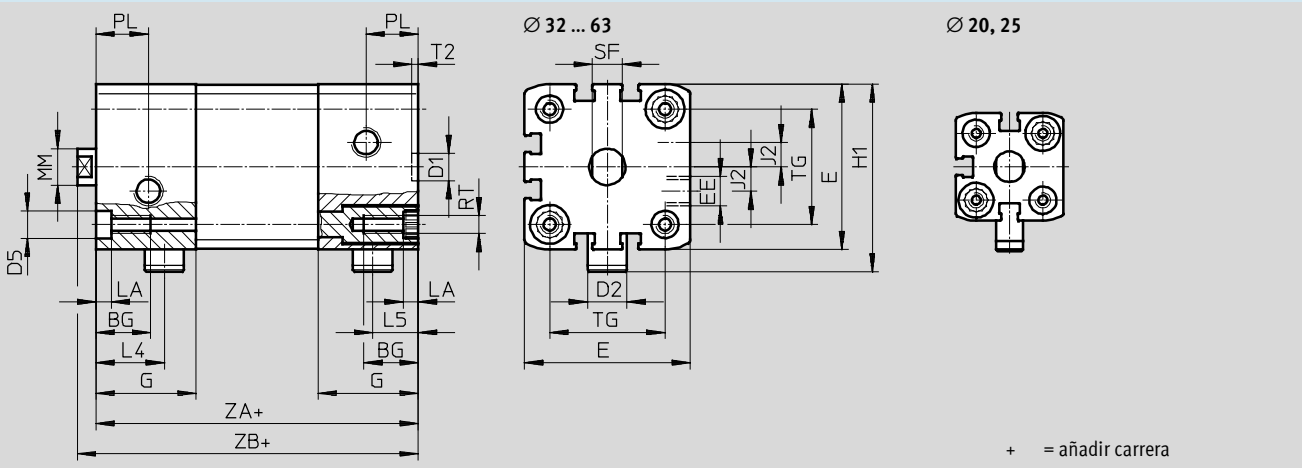 PL
PL
T2
MM
D1
RT
D5
LA
LA
BG
L5
L4
BG
G
G
ZA+
ZB+
∅ 32 ... 63
SF
J2
J2
EE
TG
E
H1
D2
TG
E
∅ 20, 25
+ = añadir carrera